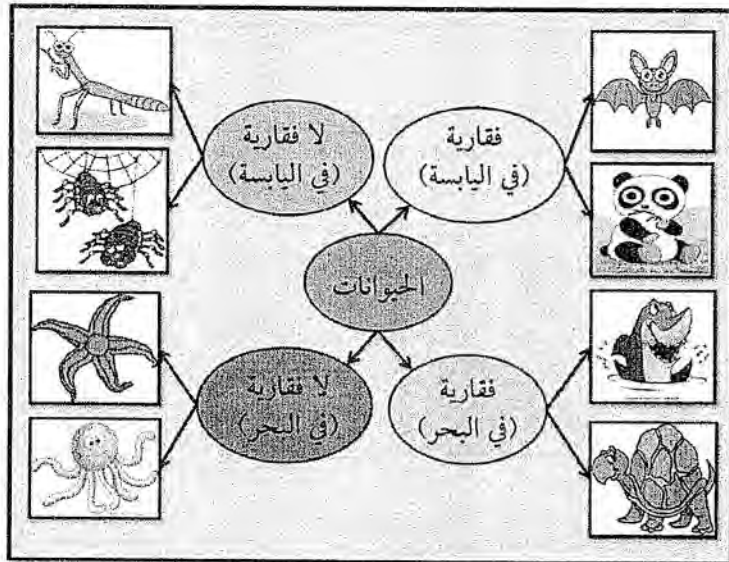 فقارية
(في اليابسة)
لا فقارية
(في اليابسة)
الحيوانات
فقارية
(في البحر)
لا فقارية
(في البحر)